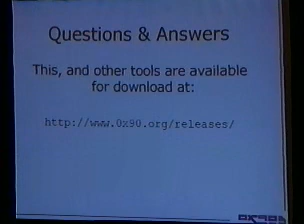 Questions & Answers
This, and other tools are available
for download at:
http://www.0x90.org/releases/